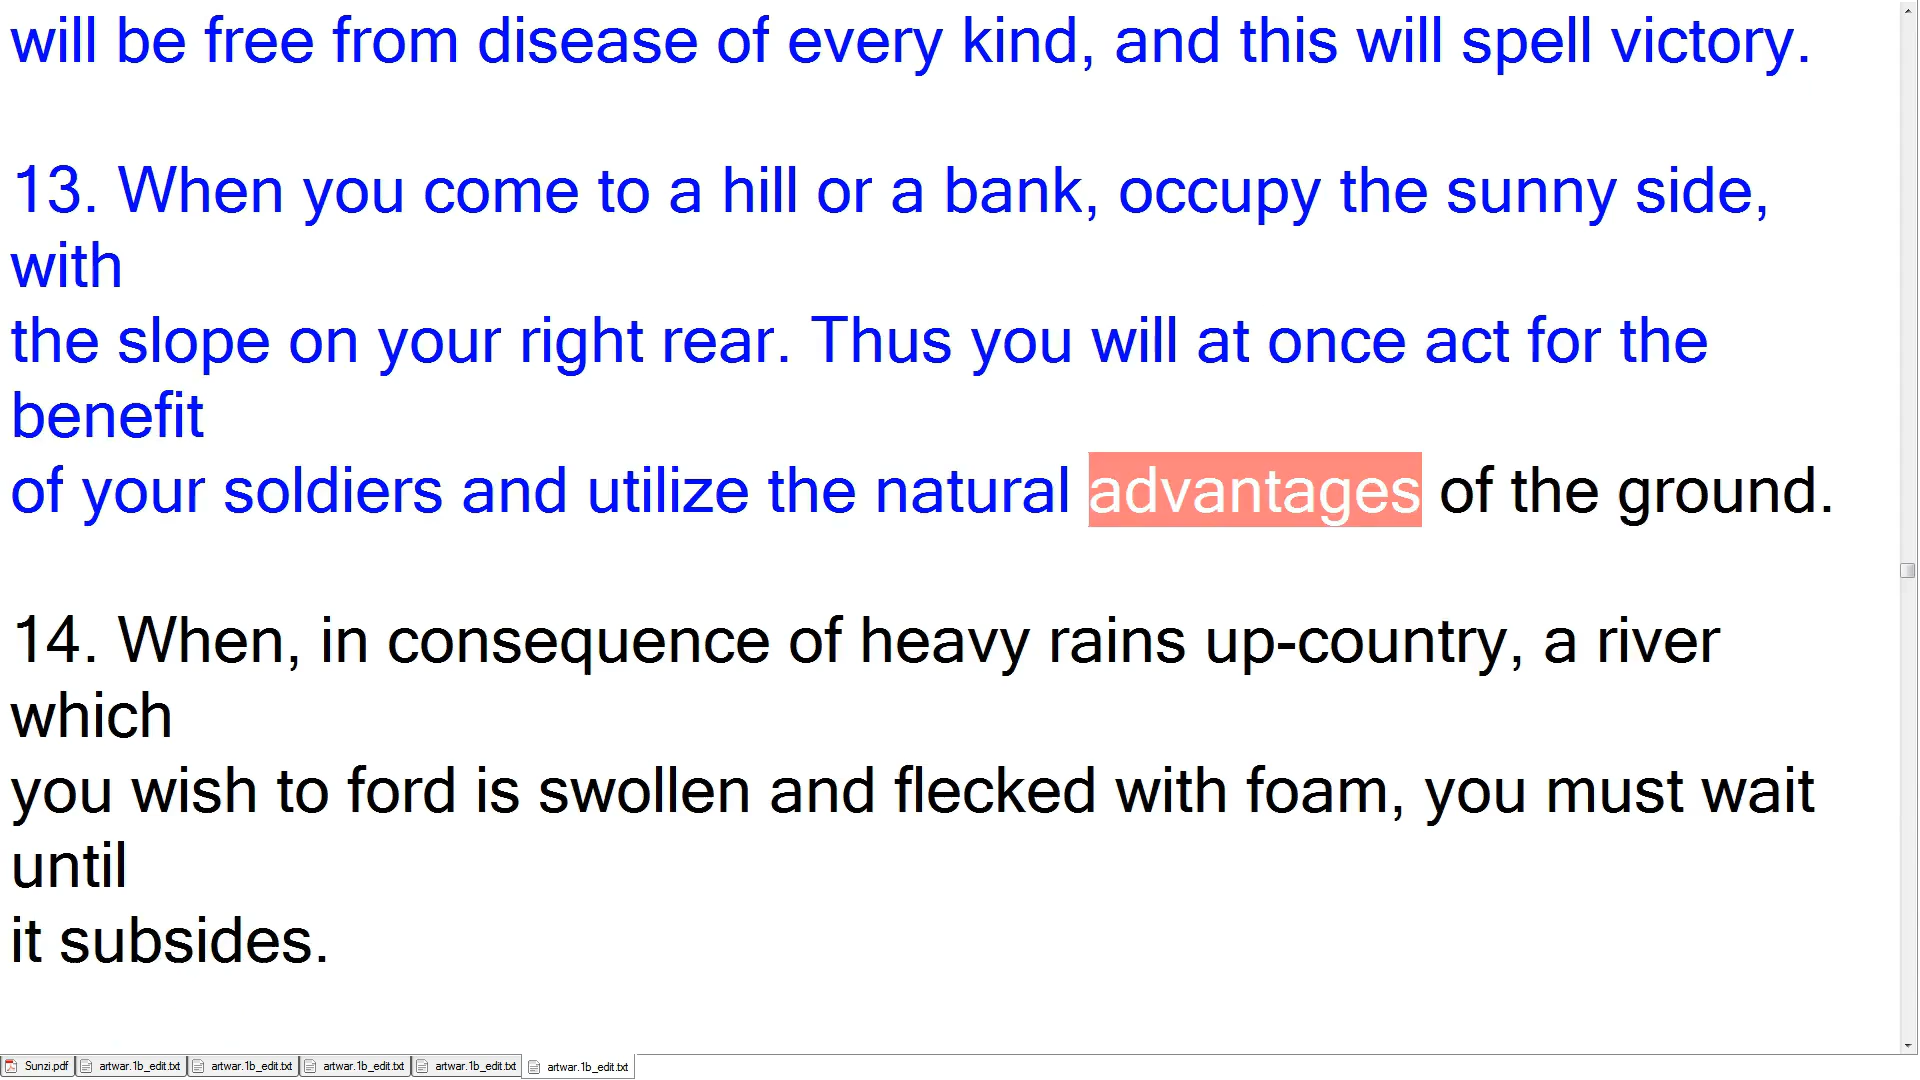 will be free from disease of every kind, and this will spell victory.
13. When you come to a hill or a bank, occupy the sunny side,
with
the slope on your right rear. Thus you will at once act for the
benefit
of your soldiers and utilize the natural advantages of the ground.
14. When, in consequence of heavy rains up-country, a river
which
you wish to ford is swollen and flecked with foam, you must wait
until
it subsides.
Sunzi.pdf artwar.1b_edit.txt artwar.1b_edit.txt artwar.1b_edit.txt artwar.1b_edit.txt artwar.1b_edit.txt